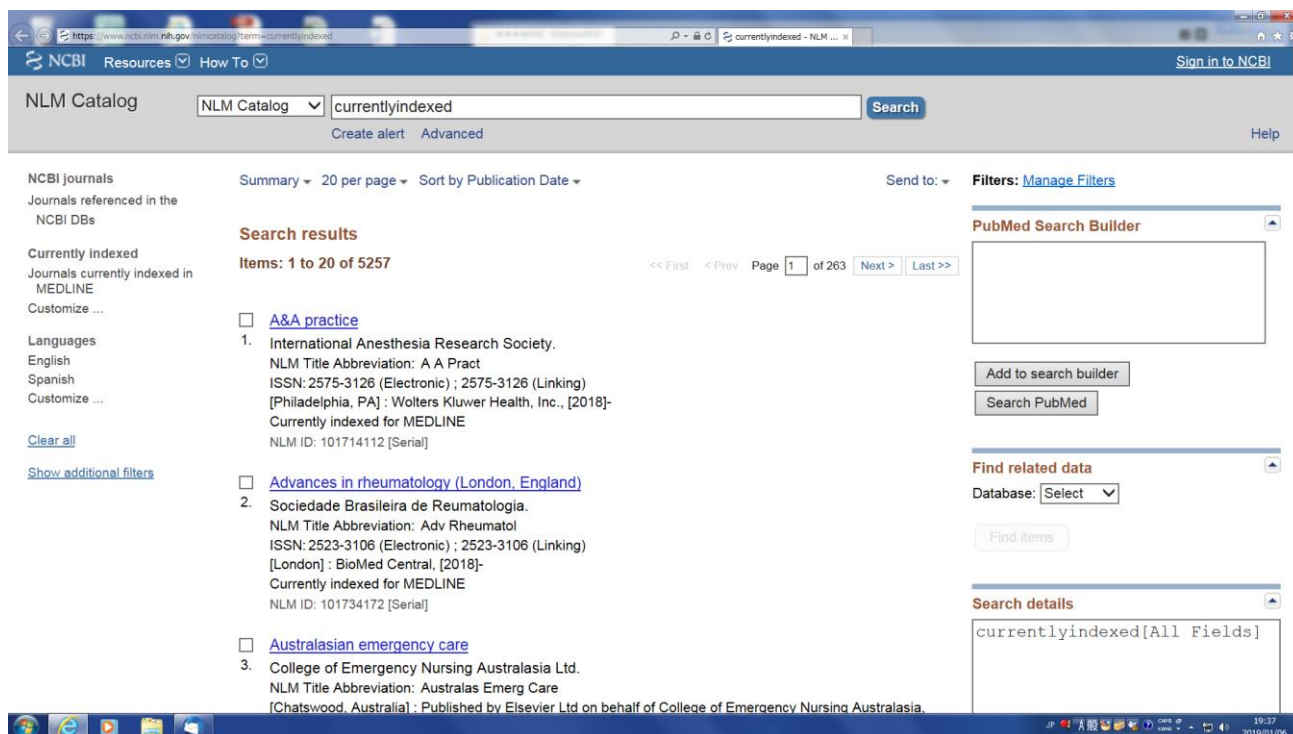 https://www.ncbi.nlm.nih.gov/nlmcatalog?term=currentlyindexed
currentlyindexed - NLM ...
NCBI Resources How To Sign in to NCBI
NLM Catalog NLM Catalog currentlyindexed Search
Create alert Advanced Help
NCBI journals
Journals referenced in the
NCBI DBs
Currently indexed
Journals currently indexed in
MEDLINE
Customize ...
Languages
English
Spanish
Customize ...
Clear all
Show additional filters
Summary 20 per page Sort by Publication Date Send to:
Search results
Items: 1 to 20 of 5257
<< First < Prev Page 1 of 263 Next > Last >>
A&A practice
1. International Anesthesia Research Society.
NLM Title Abbreviation: A A Pract
ISSN: 2575-3126 (Electronic) ; 2575-3126 (Linking)
[Philadelphia, PA] : Wolters Kluwer Health, Inc., [2018]-
Currently indexed for MEDLINE
NLM ID: 101714112 [Serial]
Advances in rheumatology (London, England)
2. Sociedade Brasileira de Reumatologia.
NLM Title Abbreviation: Adv Rheumatol
ISSN: 2523-3106 (Electronic) ; 2523-3106 (Linking)
[London] : BioMed Central, [2018]-
Currently indexed for MEDLINE
NLM ID: 101734172 [Serial]
Australasian emergency care
3. College of Emergency Nursing Australasia Ltd.
NLM Title Abbreviation: Australas Emerg Care
[Chatswood, Australia] : Published by Elsevier Ltd on behalf of College of Emergency Nursing Australasia,
Filters: Manage Filters
PubMed Search Builder
Add to search builder
Search PubMed
Find related data
Database: Select
Find items
Search details
currentlyindexed[All Fields]
JP A 般 CAPS KANA
19:37
2019/01/06